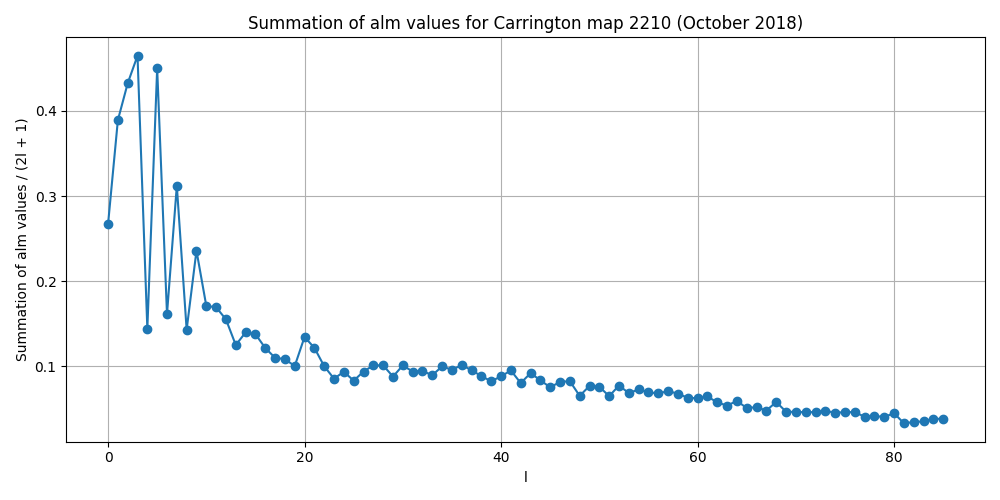 Summation of alm values for Carrington map 2210 (October 2018)
Summation of alm values / (2l + 1)
0.4
0.3
0.2
0.1
0 20 40 60 80
l